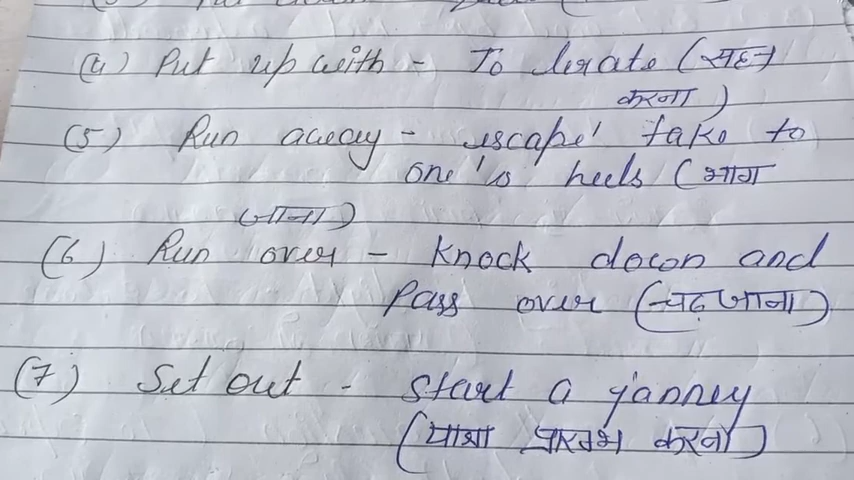 (4) Put up with - To lerate (सहन
करना)
(5) Run away - escape' take to
one's heels (भाग
जाना)
(6) Run over - knock down and
Pass over (चढ़ जाना)
(7) Set out - start a janney
(यात्रा प्रारम्भ करना)